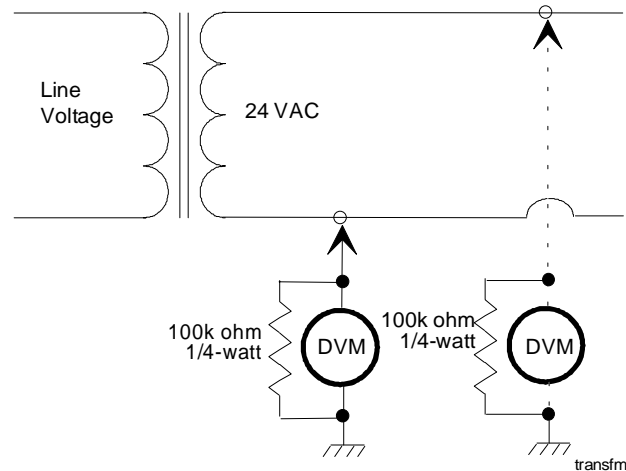 Line
Voltage
24 VAC
100k ohm
1/4-watt
DVM
100k ohm
1/4-watt
DVM
transfm